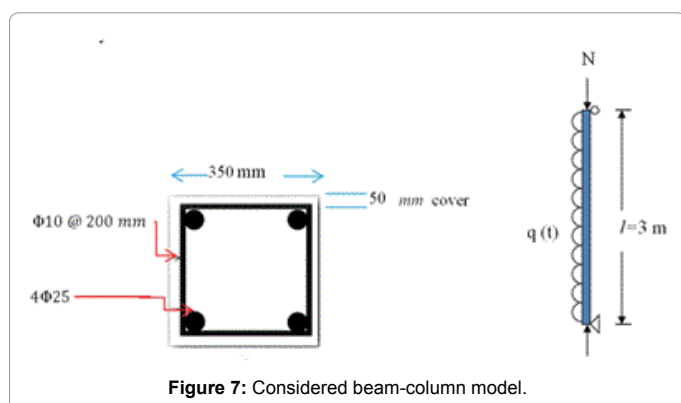 350 mm
50 mm cover
Φ10 @ 200 mm
4Φ25
N
q (t)
l=3 m
Figure 7: Considered beam-column model.